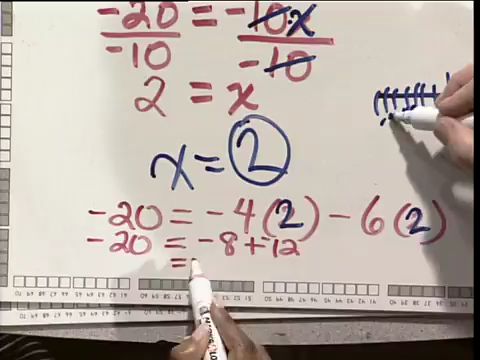 -20 = -10x
-10 -10
2 = x
x = 2
-20 = -4(2) - 6(2)
-20 = -8 + 12
=